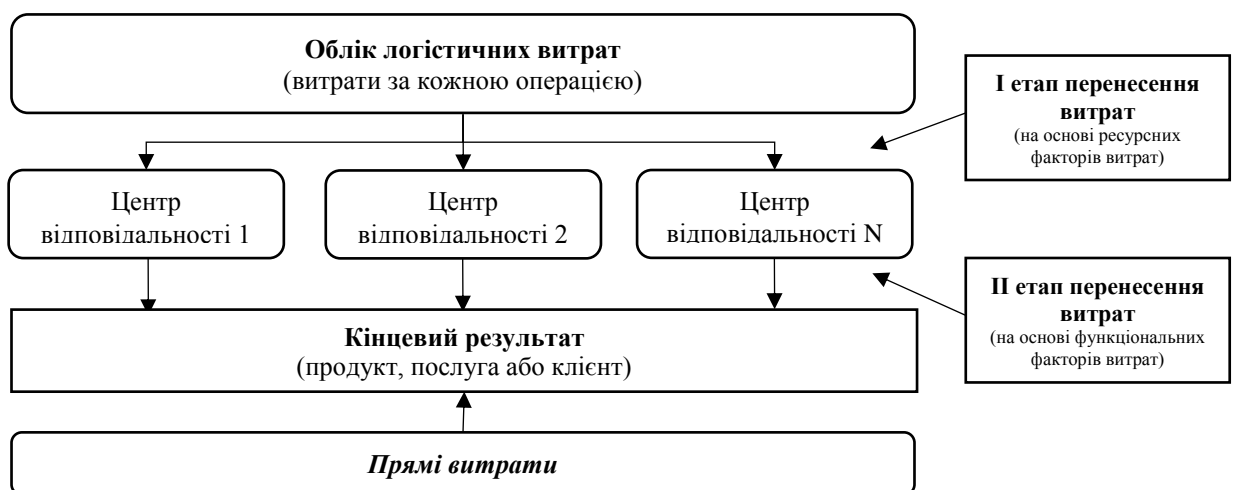 Облік логістичних витрат
(витрати за кожною операцією)
І етап перенесення
витрат
(на основі ресурсних
факторів витрат)
Центр
відповідальності 1
Центр
відповідальності 2
Центр
відповідальності N
ІІ етап перенесення
витрат
(на основі функціональних
факторів витрат)
Кінцевий результат
(продукт, послуга або клієнт)
Прямі витрати